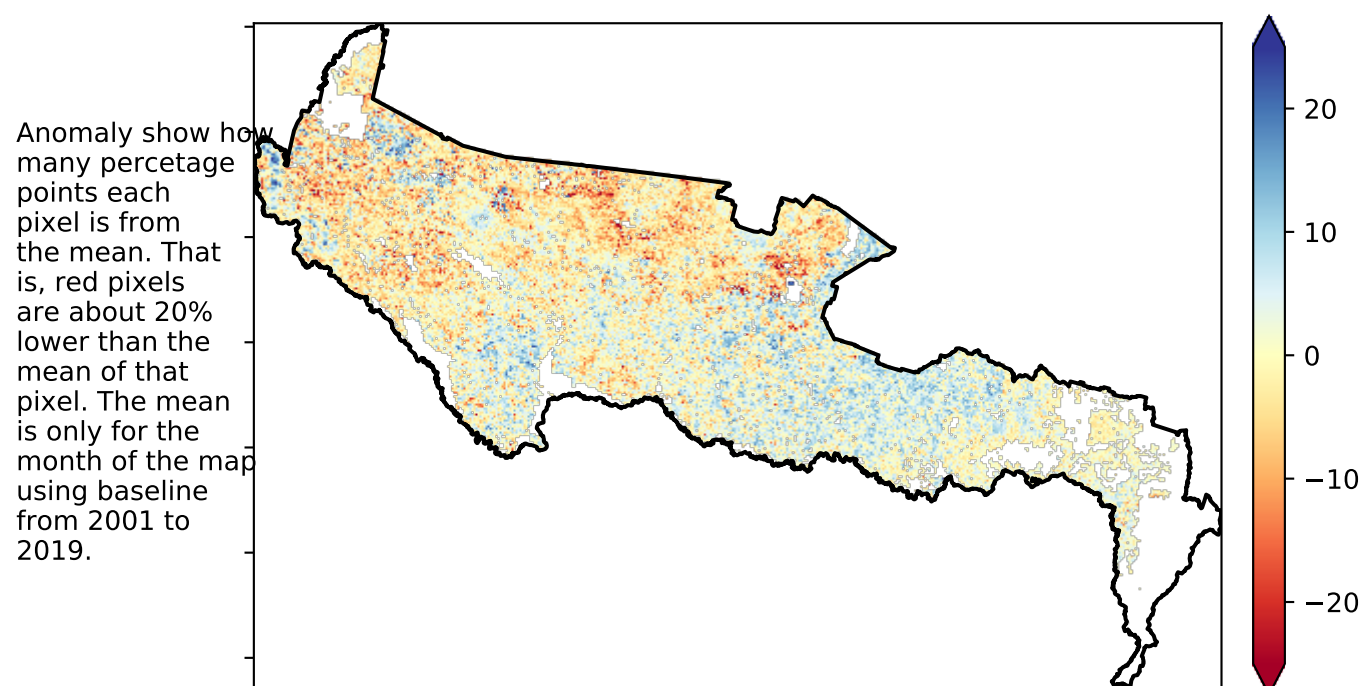 Anomaly show how
many percetage
points each
pixel is from
the mean. That
is, red pixels
are about 20%
lower than the
mean of that
pixel. The mean
is only for the
month of the map
using baseline
from 2001 to
2019.
20
10
0
−10
−20